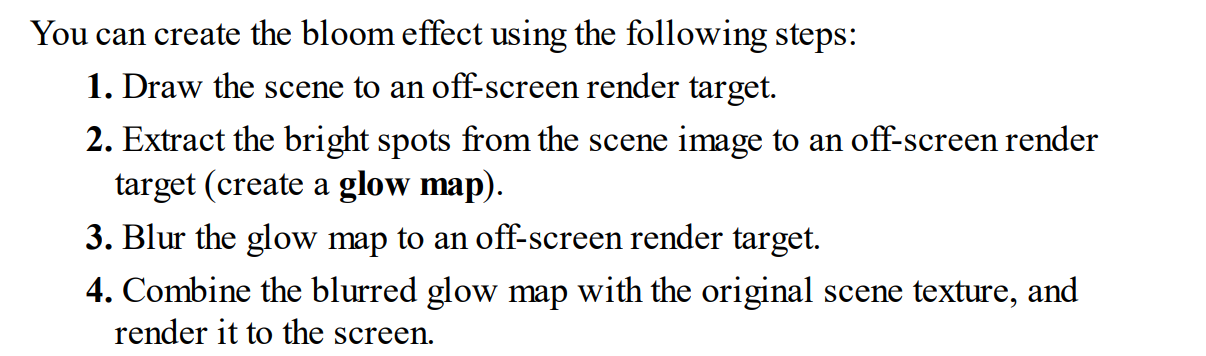 You can create the bloom effect using the following steps:
1. Draw the scene to an off-screen render target.
2. Extract the bright spots from the scene image to an off-screen render
target (create a glow map).
3. Blur the glow map to an off-screen render target.
4. Combine the blurred glow map with the original scene texture, and
render it to the screen.